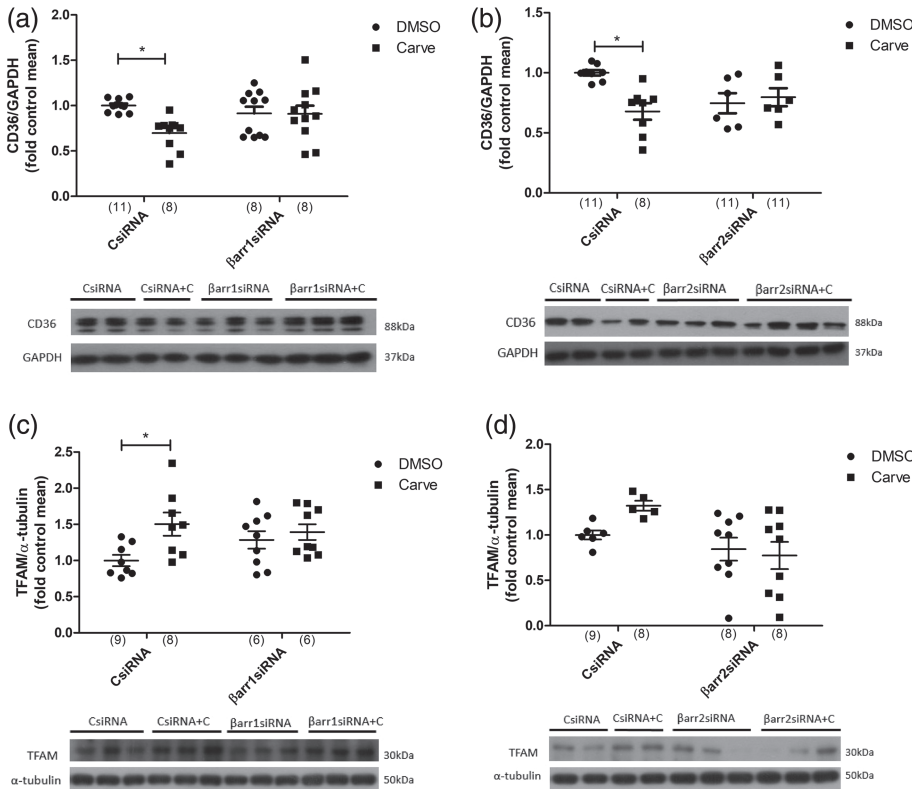 (a)
DMSO
Carve
CD36/GAPDH
(fold control mean)
2.0
1.5
1.0
0.5
0.0
*
(11) (8) (8) (8)
CsiRNA βarr1siRNA
CsiRNA CsiRNA+C βarr1siRNA βarr1siRNA+C
CD36 88kDa
GAPDH 37kDa
(b)
DMSO
Carve
CD36/GAPDH
(fold control mean)
1.5
1.0
0.5
0.0
*
(11) (8) (11) (11)
CsiRNA βarr2siRNA
CsiRNA CsiRNA+C βarr2siRNA βarr2siRNA+C
CD36 88kDa
GAPDH 37kDa
(c)
DMSO
Carve
TFAM/α-tubulin
(fold control mean)
2.5
2.0
1.5
1.0
0.5
0.0
*
(9) (8) (6) (6)
CsiRNA βarr1siRNA
CsiRNA CsiRNA+C βarr1siRNA βarr1siRNA+C
TFAM 30kDa
α-tubulin 50kDa
(d)
DMSO
Carve
TFAM/α-tubulin
(fold control mean)
2.0
1.5
1.0
0.5
0.0
(9) (8) (8) (8)
CsiRNA βarr2siRNA
CsiRNA CsiRNA+C βarr2siRNA βarr2siRNA+C
TFAM 30kDa
α-tubulin 50kDa